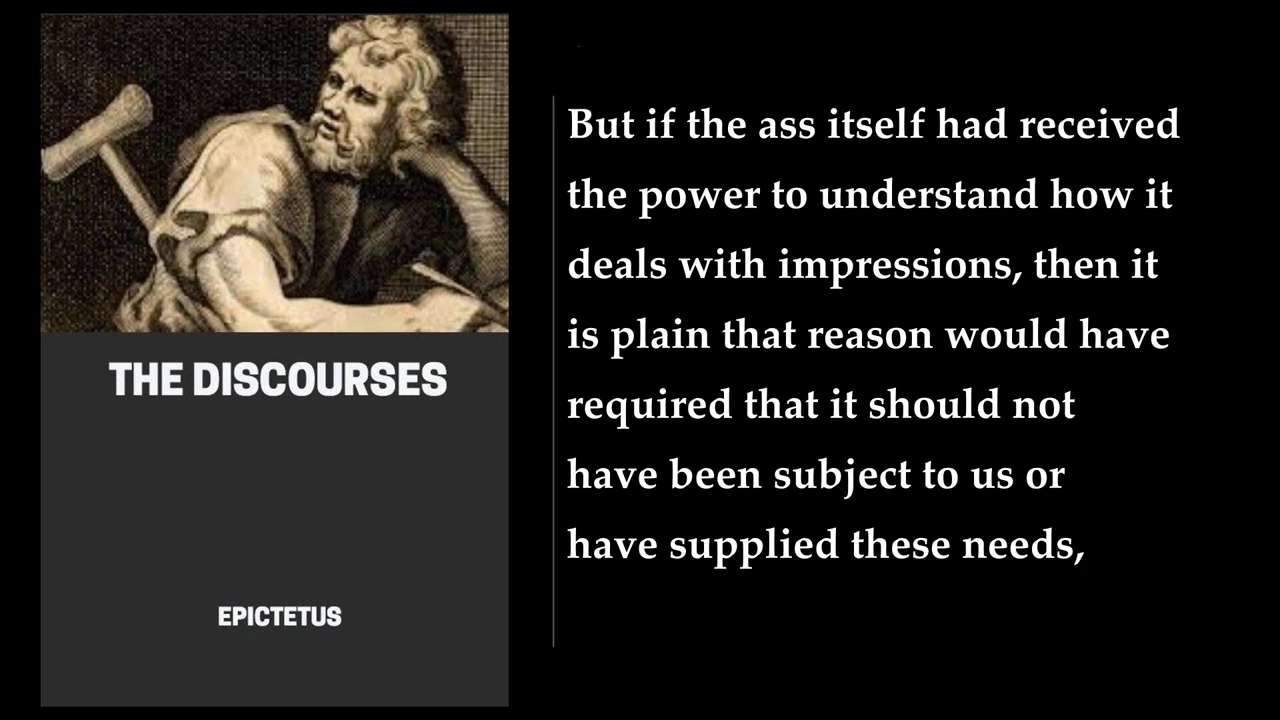 THE DISCOURSES
EPICTETUS
But if the ass itself had received
the power to understand how it
deals with impressions, then it
is plain that reason would have
required that it should not
have been subject to us or
have supplied these needs,